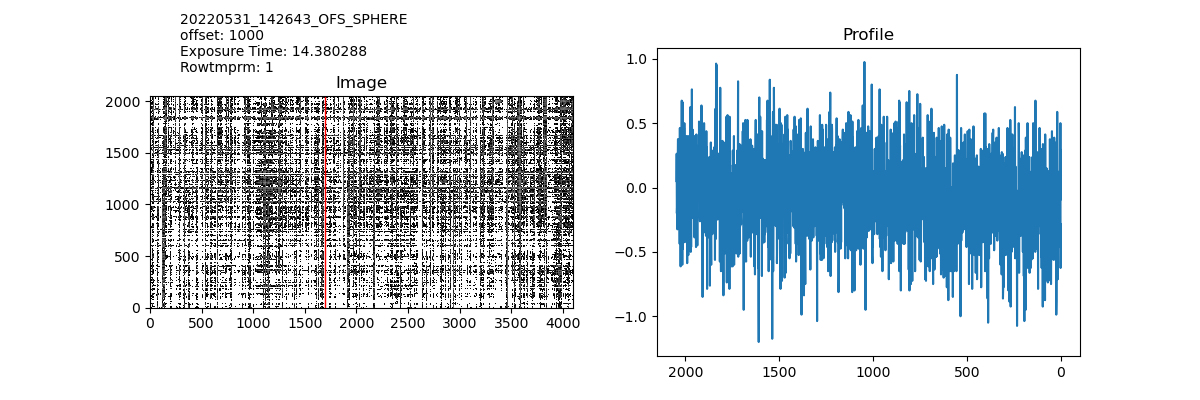 20220531_142643_OFS_SPHERE
offset: 1000
Exposure Time: 14.380288
Rowtmprm: 1
Image
2000
1500
1000
500
0
0 500 1000 1500 2000 2500 3000 3500 4000
Profile
1.0
0.5
0.0
−0.5
−1.0
2000 1500 1000 500 0